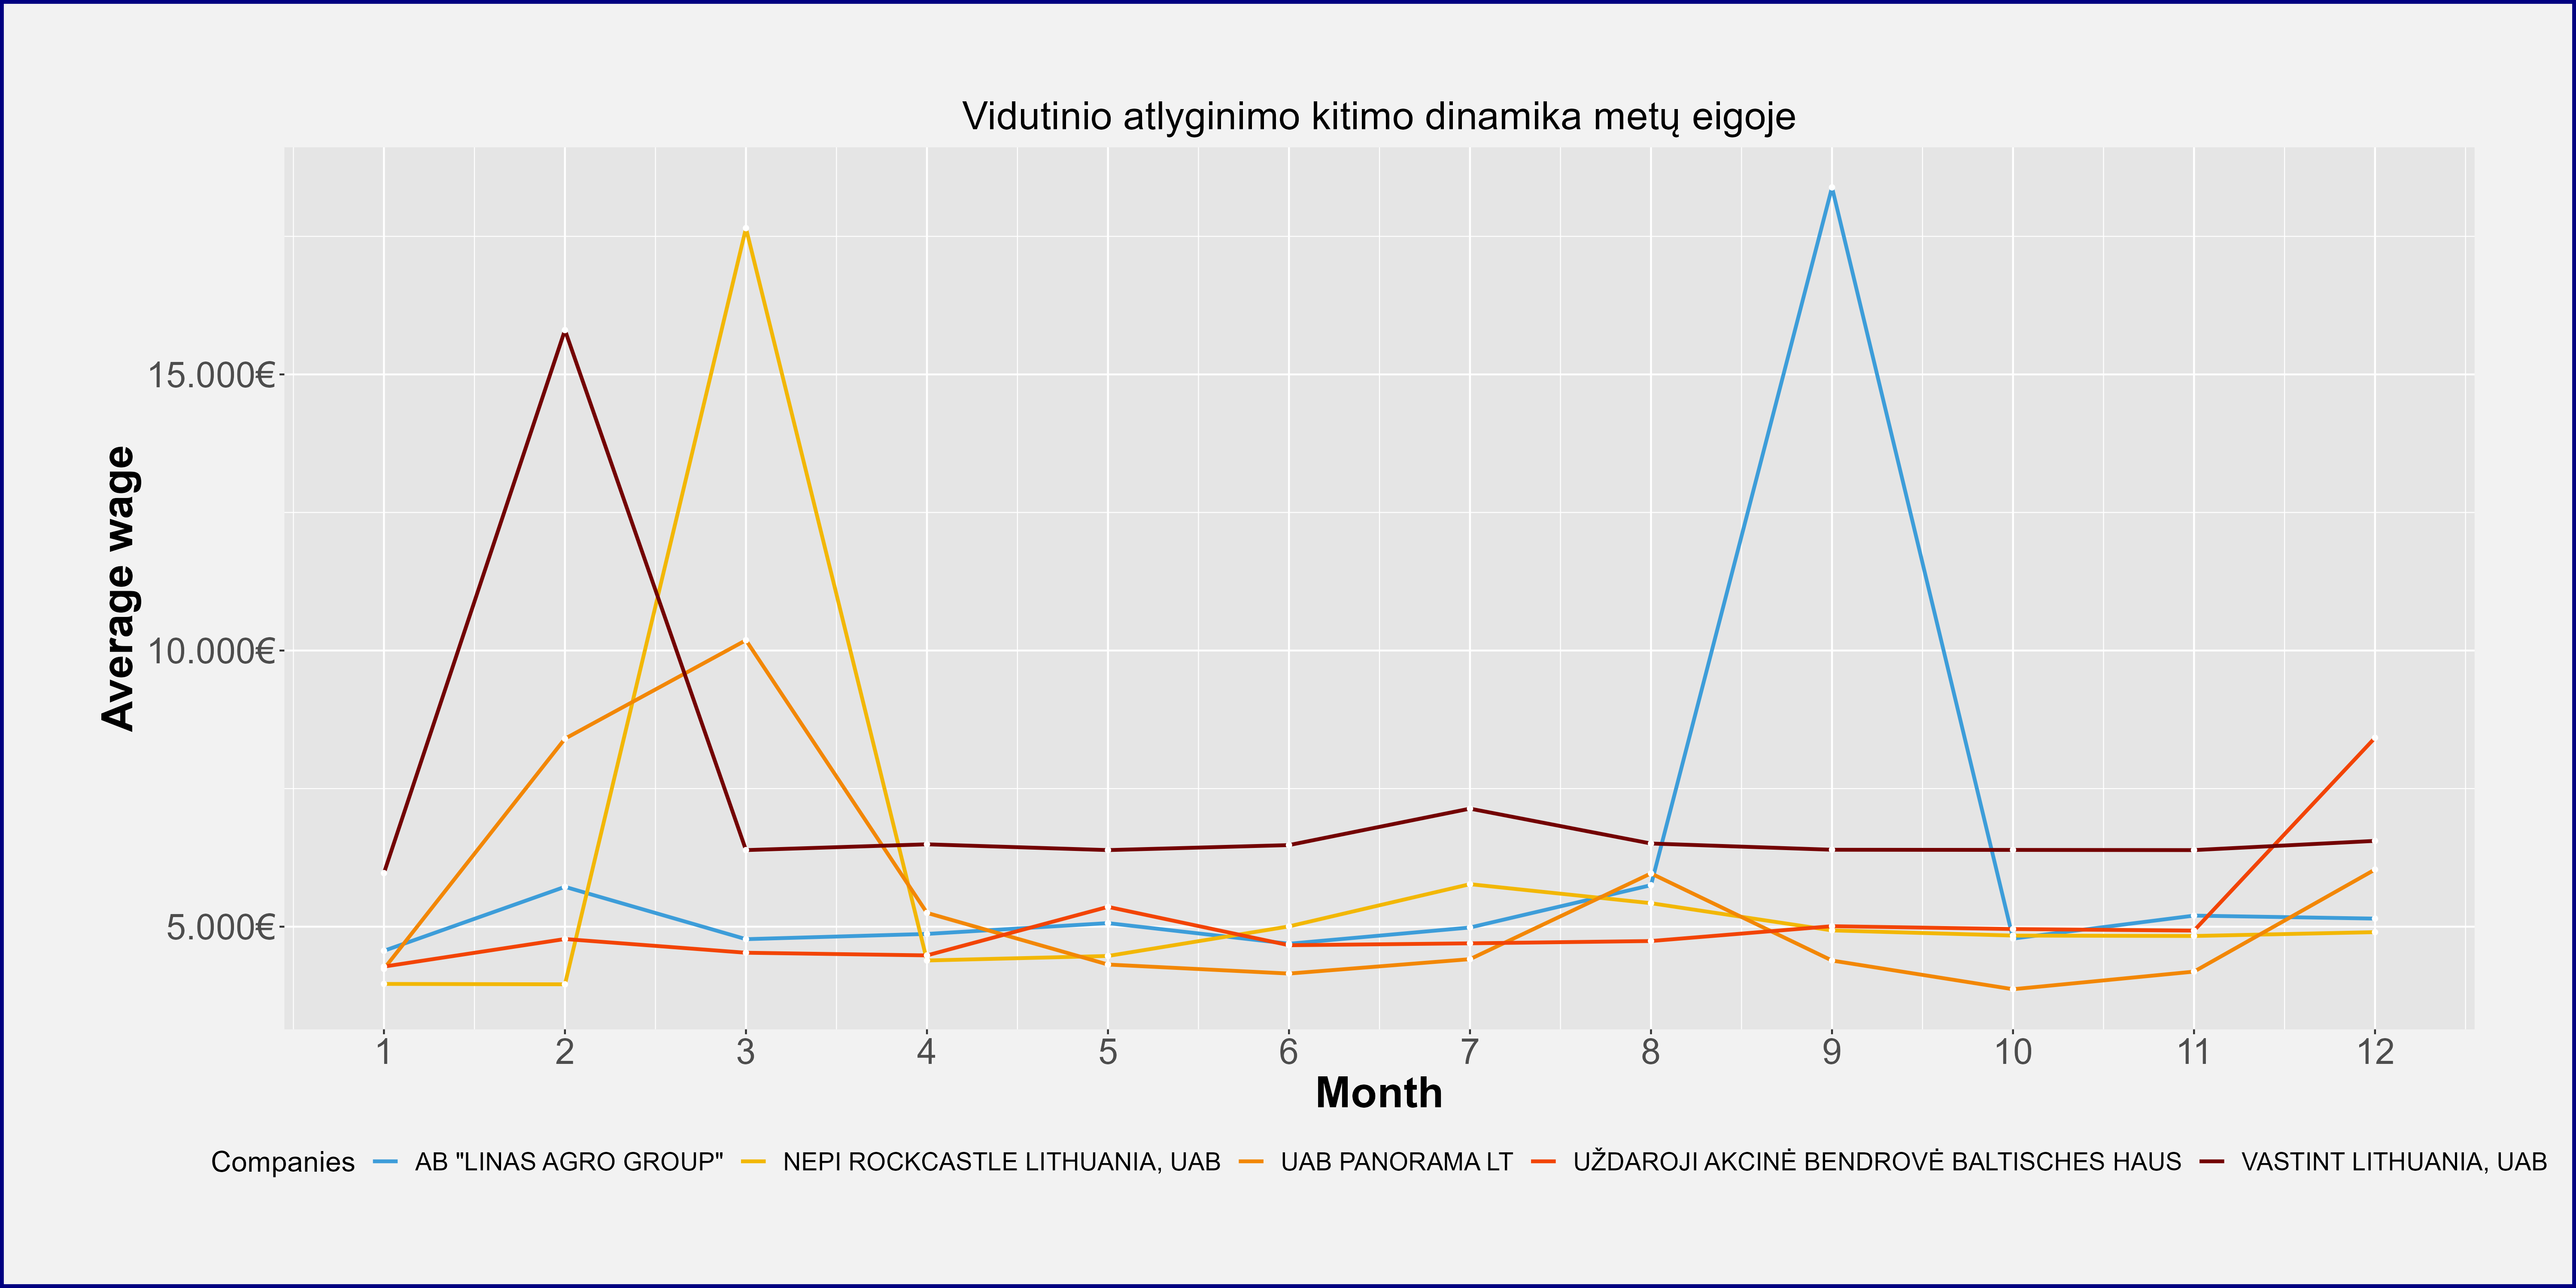 Vidutinio atlyginimo kitimo dinamika metų eigoje
Average wage
15.000€
10.000€
5.000€
1 2 3 4 5 6 7 8 9 10 11 12
Month
Companies AB "LINAS AGRO GROUP" NEPI ROCKCASTLE LITHUANIA, UAB UAB PANORAMA LT UŽDAROJI AKCINĖ BENDROVĖ BALTISCHES HAUS VASTINT LITHUANIA, UAB